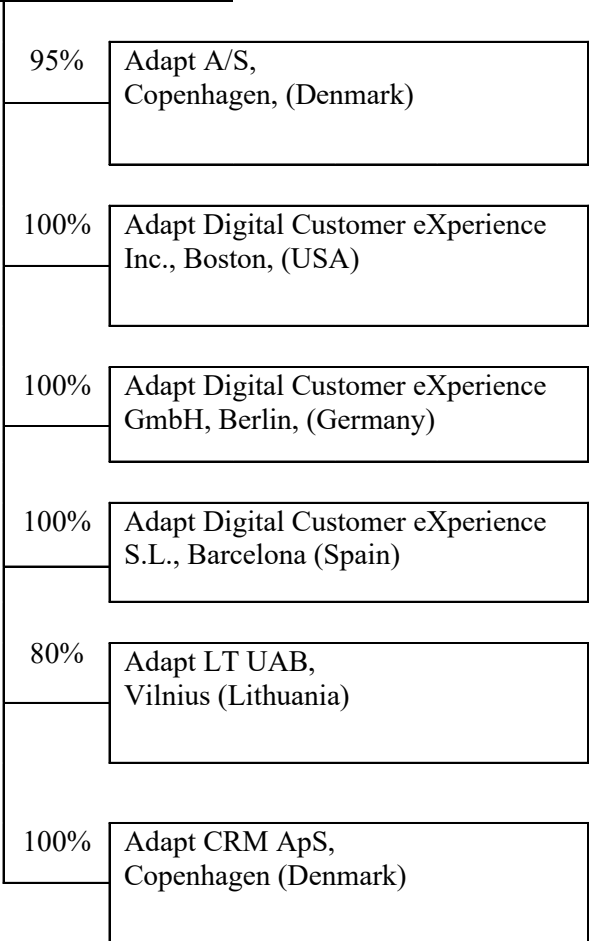 95%
Adapt A/S,
Copenhagen, (Denmark)
100%
Adapt Digital Customer eXperience
Inc., Boston, (USA)
100%
Adapt Digital Customer eXperience
GmbH, Berlin, (Germany)
100%
Adapt Digital Customer eXperience
S.L., Barcelona (Spain)
80%
Adapt LT UAB,
Vilnius (Lithuania)
100%
Adapt CRM ApS,
Copenhagen (Denmark)